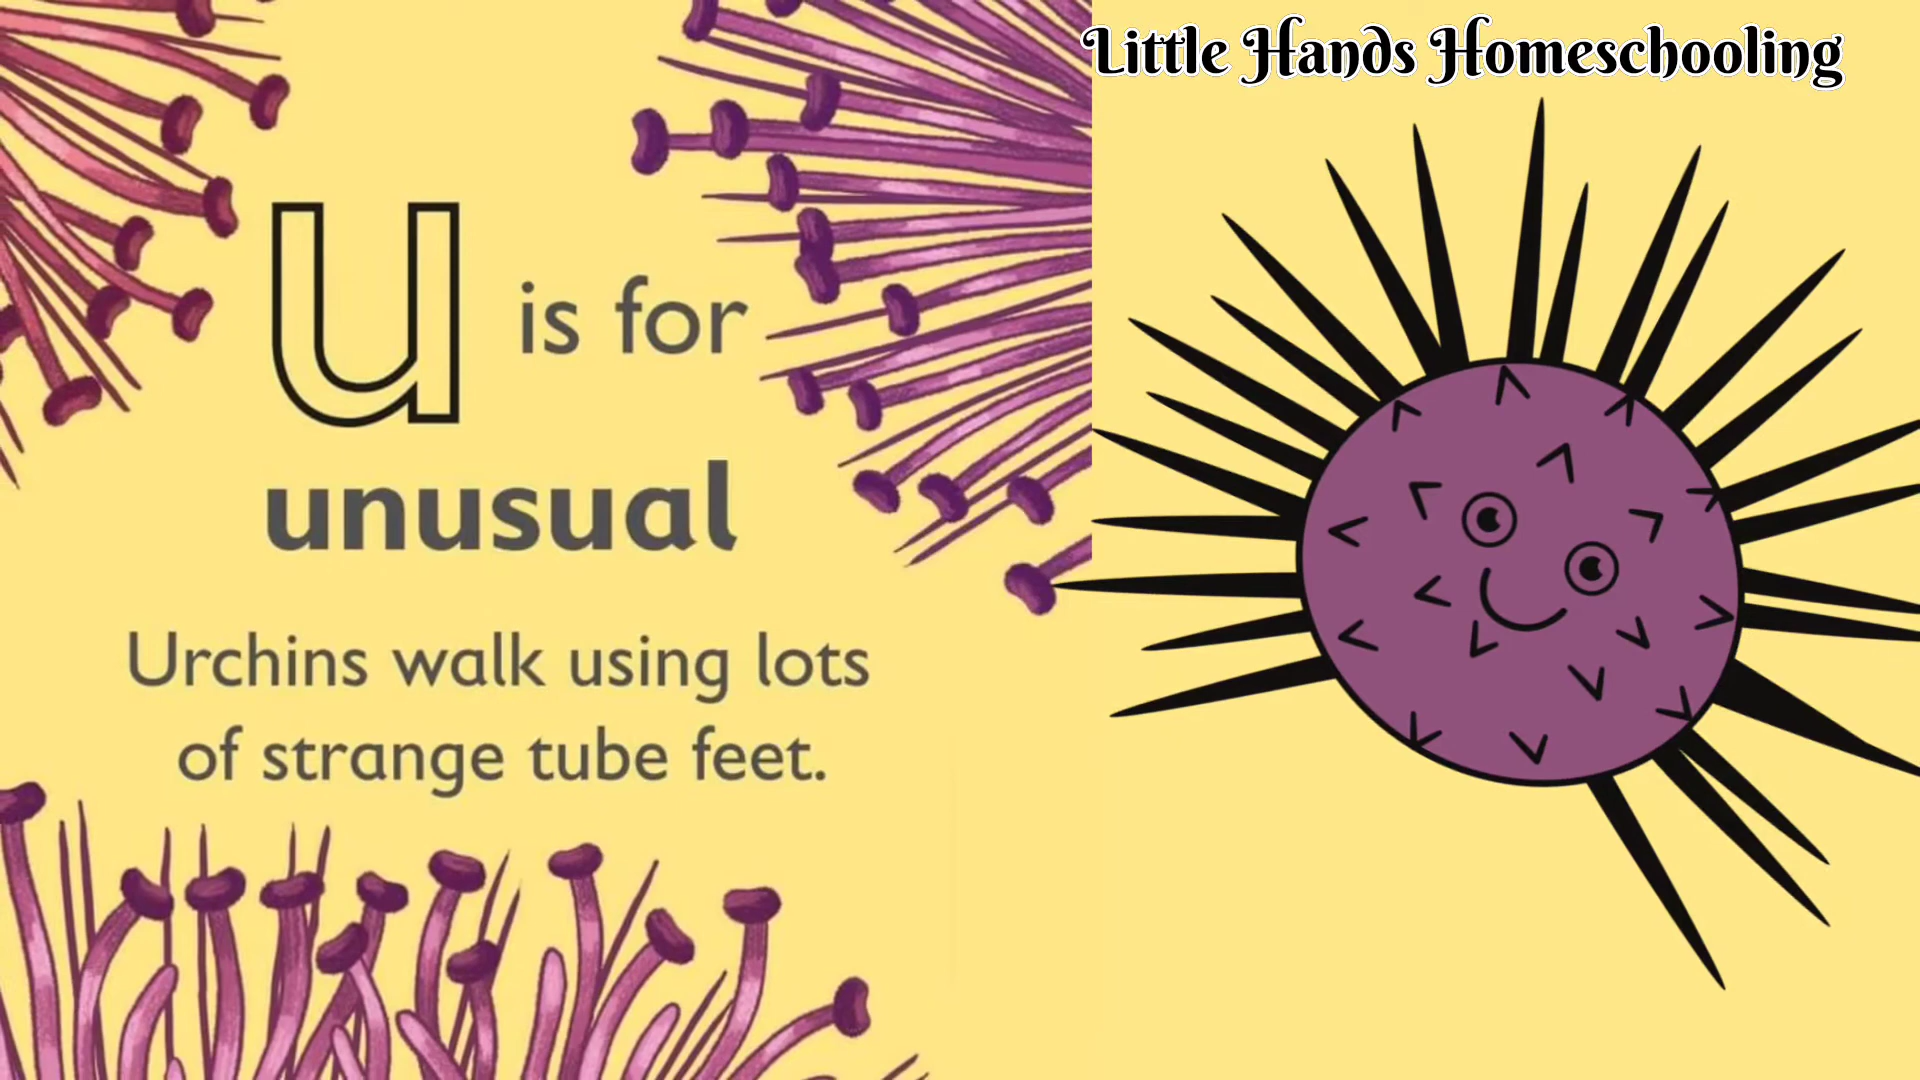 Little Hands Homeschooling
u is for
unusual
Urchins walk using lots
of strange tube feet.